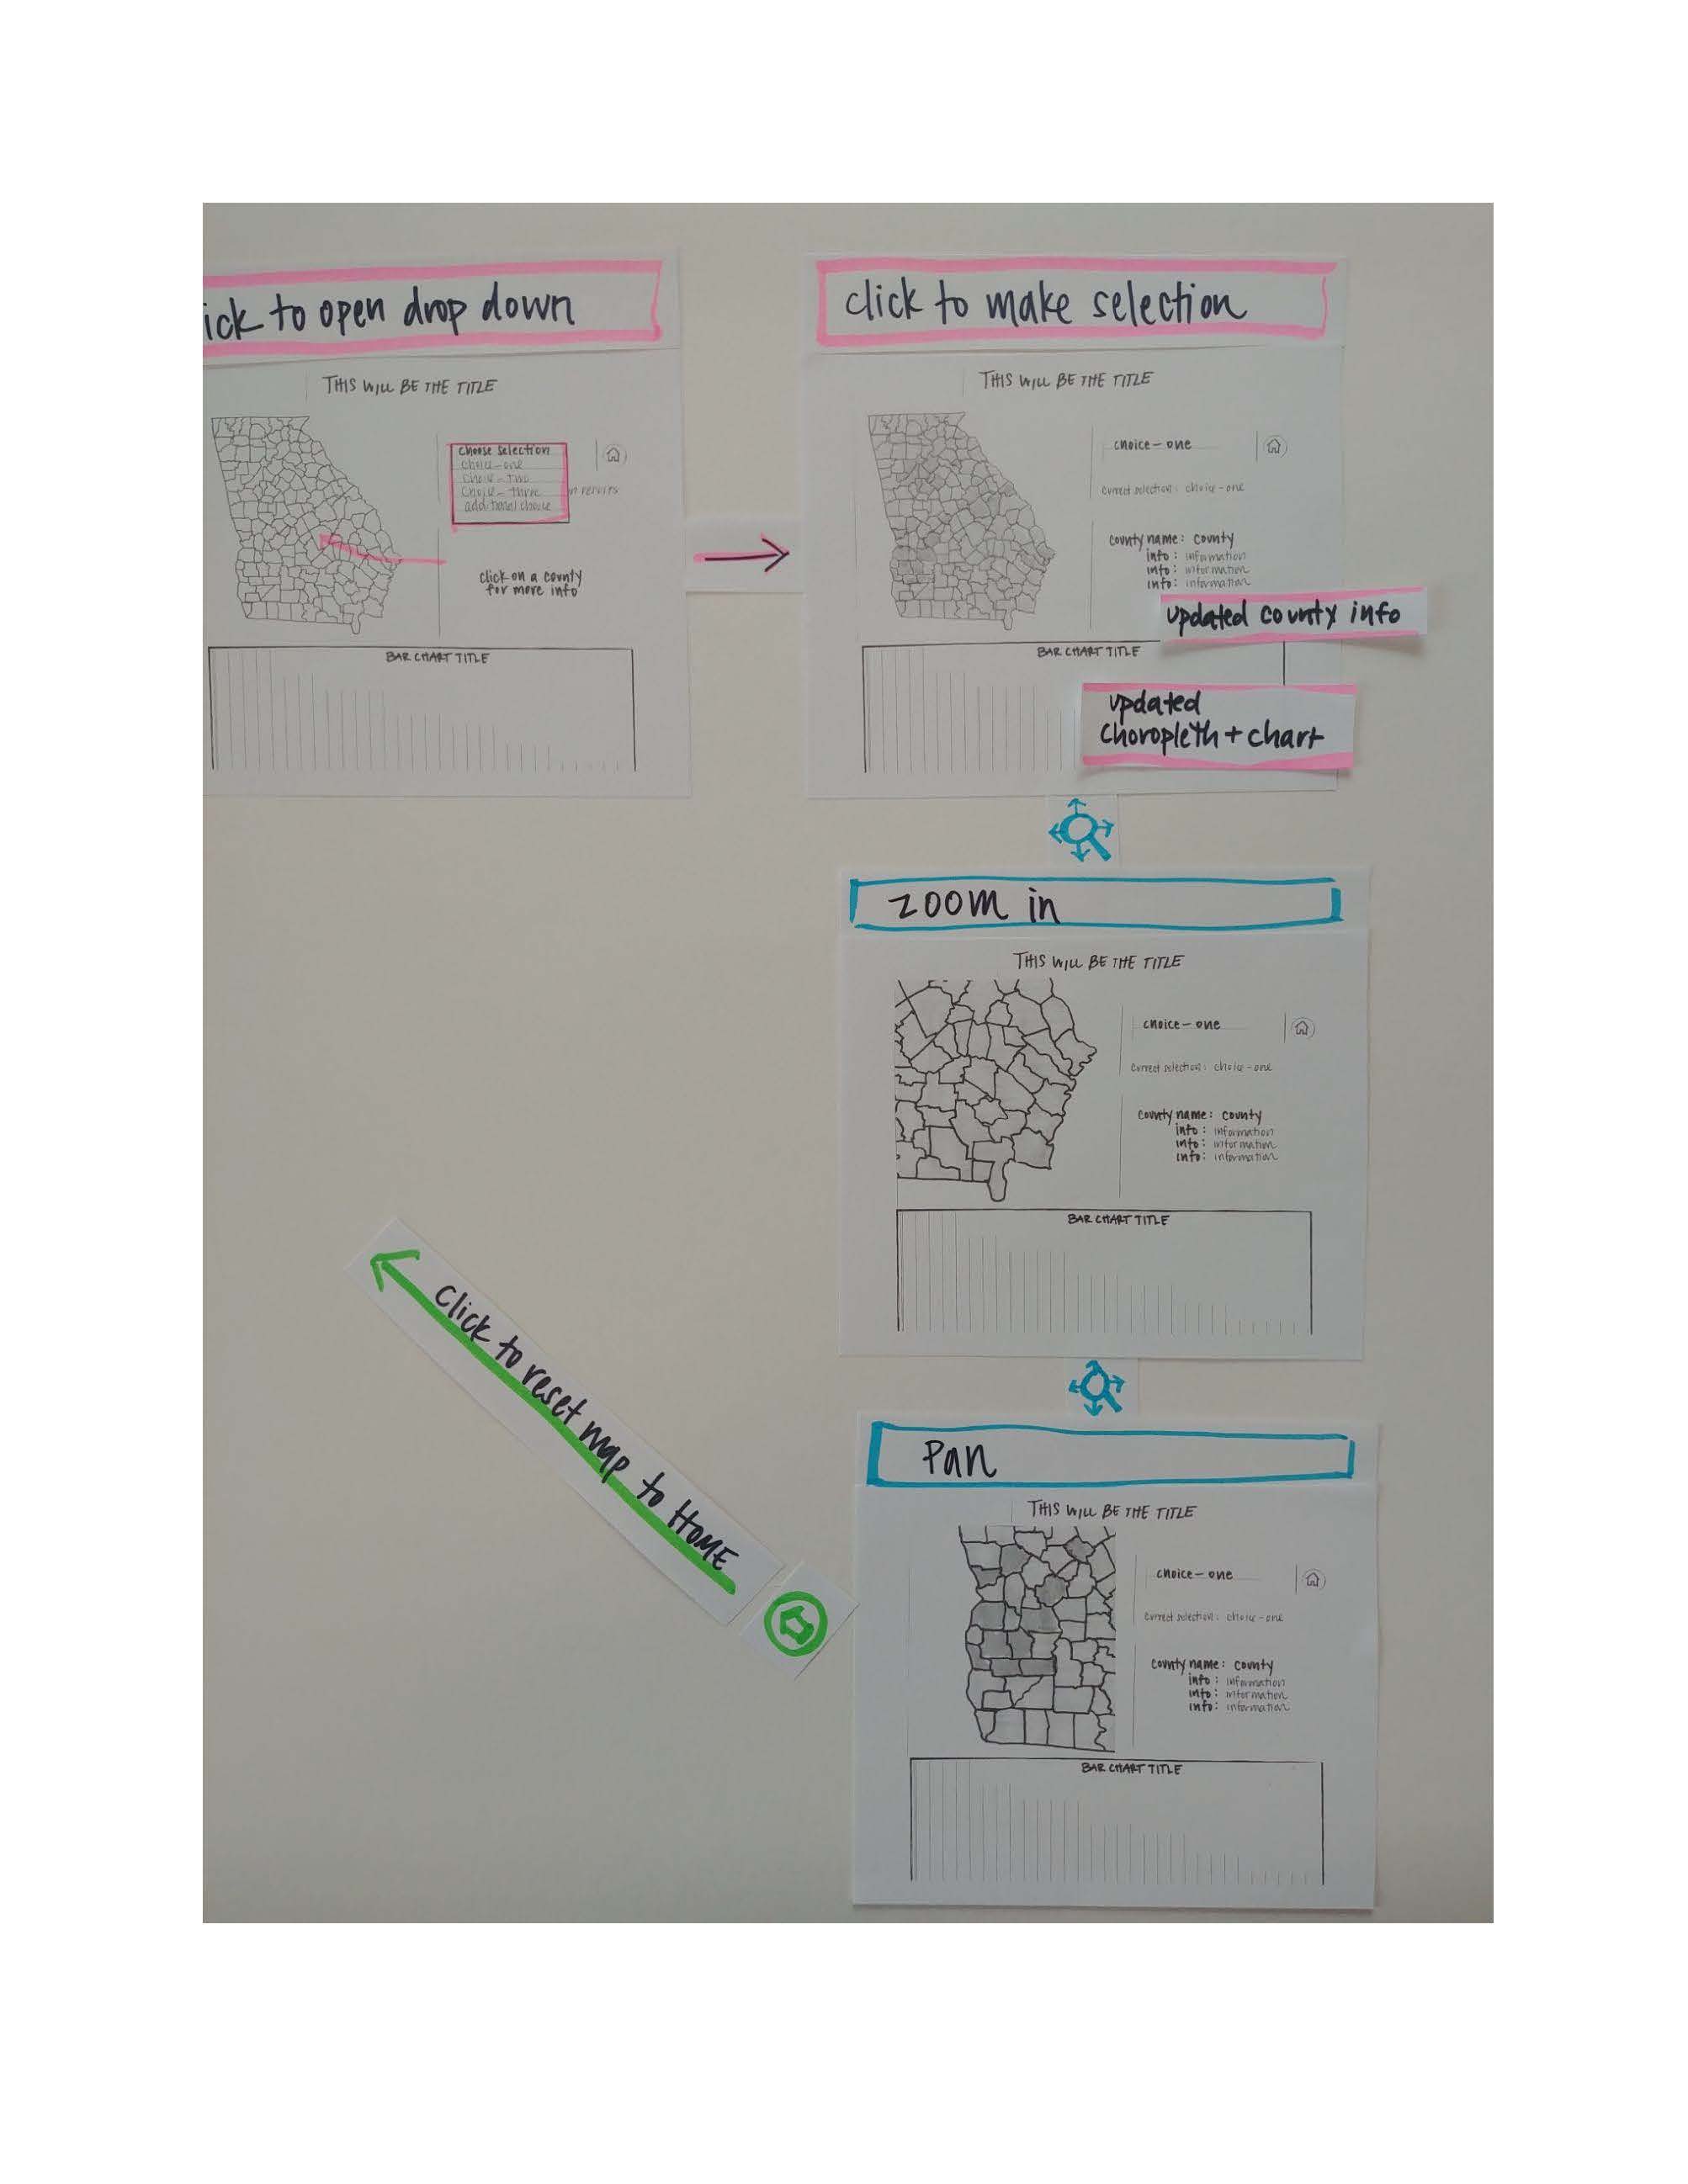 ick to open drop down
THIS WILL BE THE TITLE
choose selection
choice - one
choice - two
choice - three
additional choice
click on a county
for more info
BAR CHART TITLE
click to make selection
THIS WILL BE THE TITLE
choice - one
current selection: choice - one
county name: county
info: information
info: information
info: information
updated county info
BAR CHART TITLE
updated
choropleth + chart
zoom in
THIS WILL BE THE TITLE
choice - one
current selection: choice - one
county name: county
info: information
info: information
info: information
BAR CHART TITLE
Click to reset map to HOME
Pan
THIS WILL BE THE TITLE
choice - one
current selection: choice - one
county name: county
info: information
info: information
info: information
BAR CHART TITLE